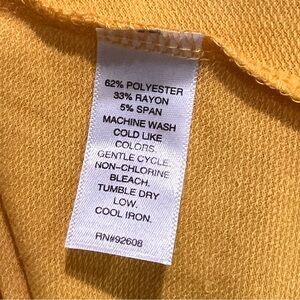 62% POLYESTER
33% RAYON
5% SPAN
MACHINE WASH
COLD LIKE
COLORS.
GENTLE CYCLE.
NON-CHLORINE
BLEACH.
TUMBLE DRY
LOW.
COOL IRON.
RN#92608